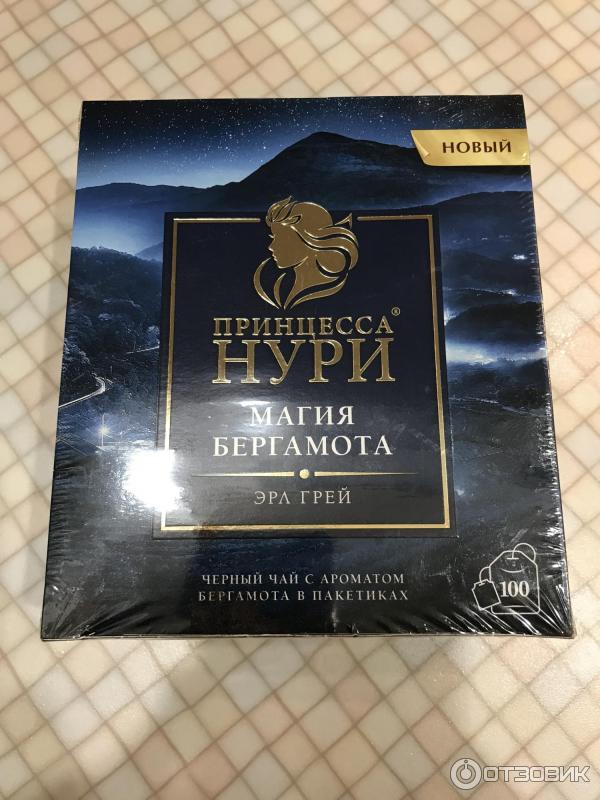 НОВЫЙ
ПРИНЦЕССА®
НУРИ
МАГИЯ
БЕРГАМОТА
ЭРЛ ГРЕЙ
ЧЕРНЫЙ ЧАЙ С АРОМАТОМ
БЕРГАМОТА В ПАКЕТИКАХ
100
ОТЗОВИК